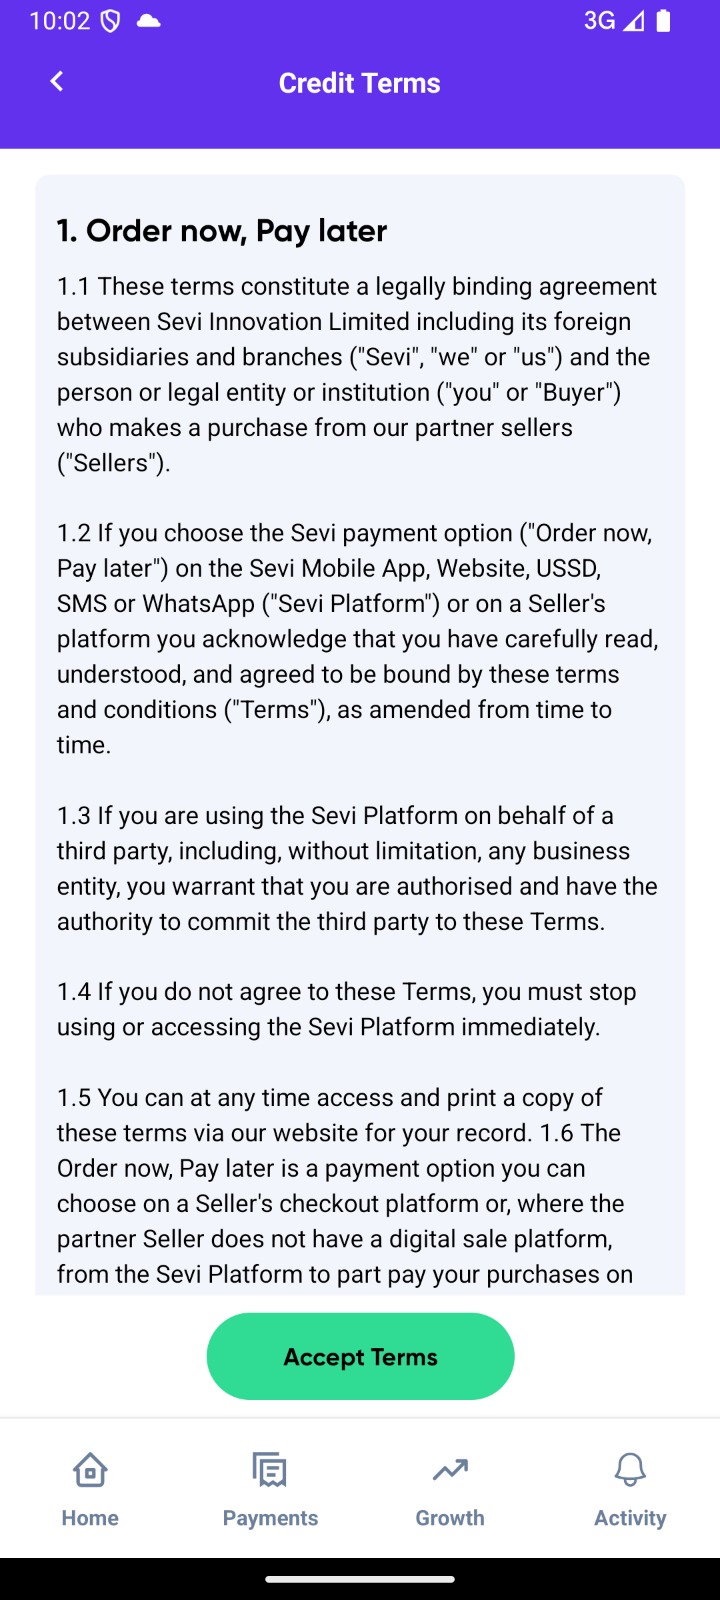 10:02
3G
Credit Terms
1. Order now, Pay later
1.1 These terms constitute a legally binding agreement
between Sevi Innovation Limited including its foreign
subsidiaries and branches ("Sevi", "we" or "us") and the
person or legal entity or institution ("you" or "Buyer")
who makes a purchase from our partner sellers
("Sellers").
1.2 If you choose the Sevi payment option ("Order now,
Pay later") on the Sevi Mobile App, Website, USSD,
SMS or WhatsApp ("Sevi Platform") or on a Seller's
platform you acknowledge that you have carefully read,
understood, and agreed to be bound by these terms
and conditions ("Terms"), as amended from time to
time.
1.3 If you are using the Sevi Platform on behalf of a
third party, including, without limitation, any business
entity, you warrant that you are authorised and have the
authority to commit the third party to these Terms.
1.4 If you do not agree to these Terms, you must stop
using or accessing the Sevi Platform immediately.
1.5 You can at any time access and print a copy of
these terms via our website for your record. 1.6 The
Order now, Pay later is a payment option you can
choose on a Seller's checkout platform or, where the
partner Seller does not have a digital sale platform,
from the Sevi Platform to part pay your purchases on
Accept Terms
Home
Payments
Growth
Activity